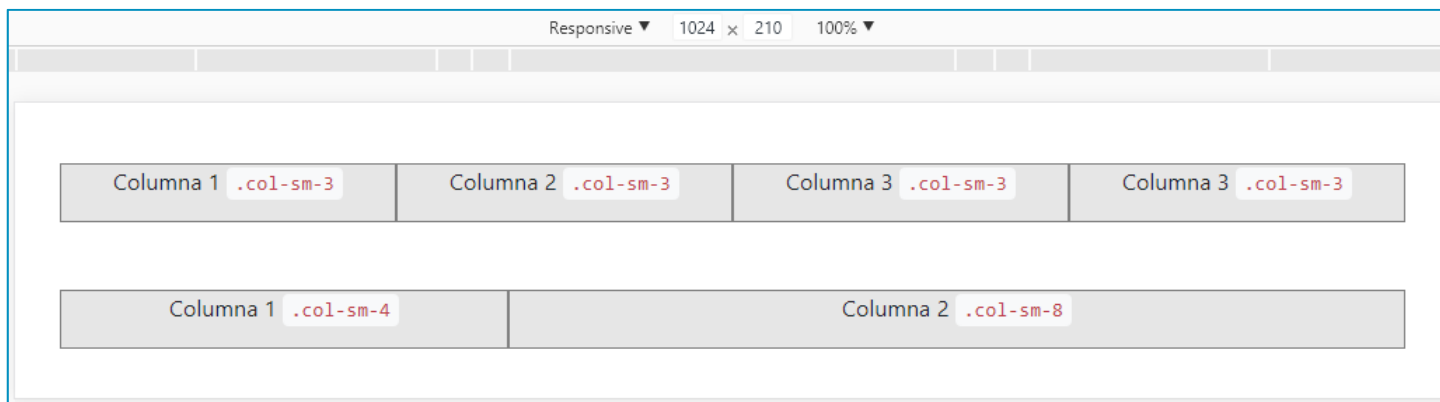 Responsive ▼ 1024 × 210 100% ▼
Columna 1 .col-sm-3 Columna 2 .col-sm-3 Columna 3 .col-sm-3 Columna 3 .col-sm-3
Columna 1 .col-sm-4 Columna 2 .col-sm-8